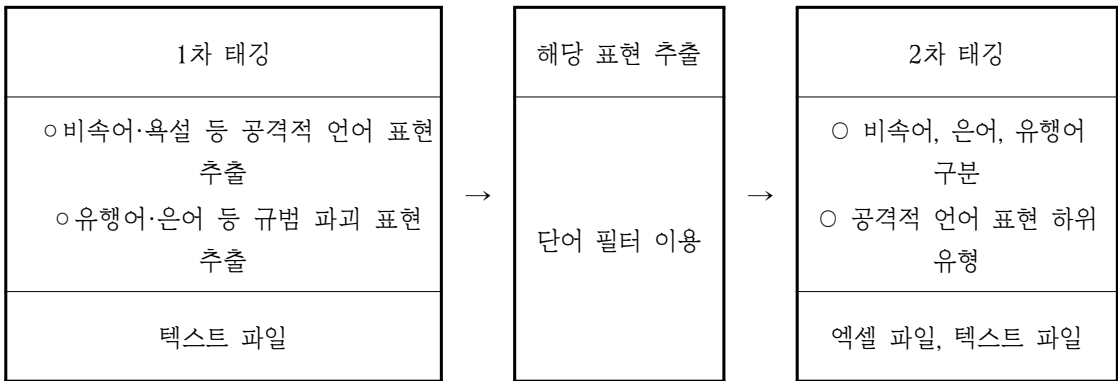 1차 태깅
○비속어·욕설 등 공격적 언어 표현
추출
○유행어·은어 등 규범 파괴 표현
추출
텍스트 파일
→
해당 표현 추출
단어 필터 이용
→
2차 태깅
○ 비속어, 은어, 유행어
구분
○ 공격적 언어 표현 하위
유형
엑셀 파일, 텍스트 파일